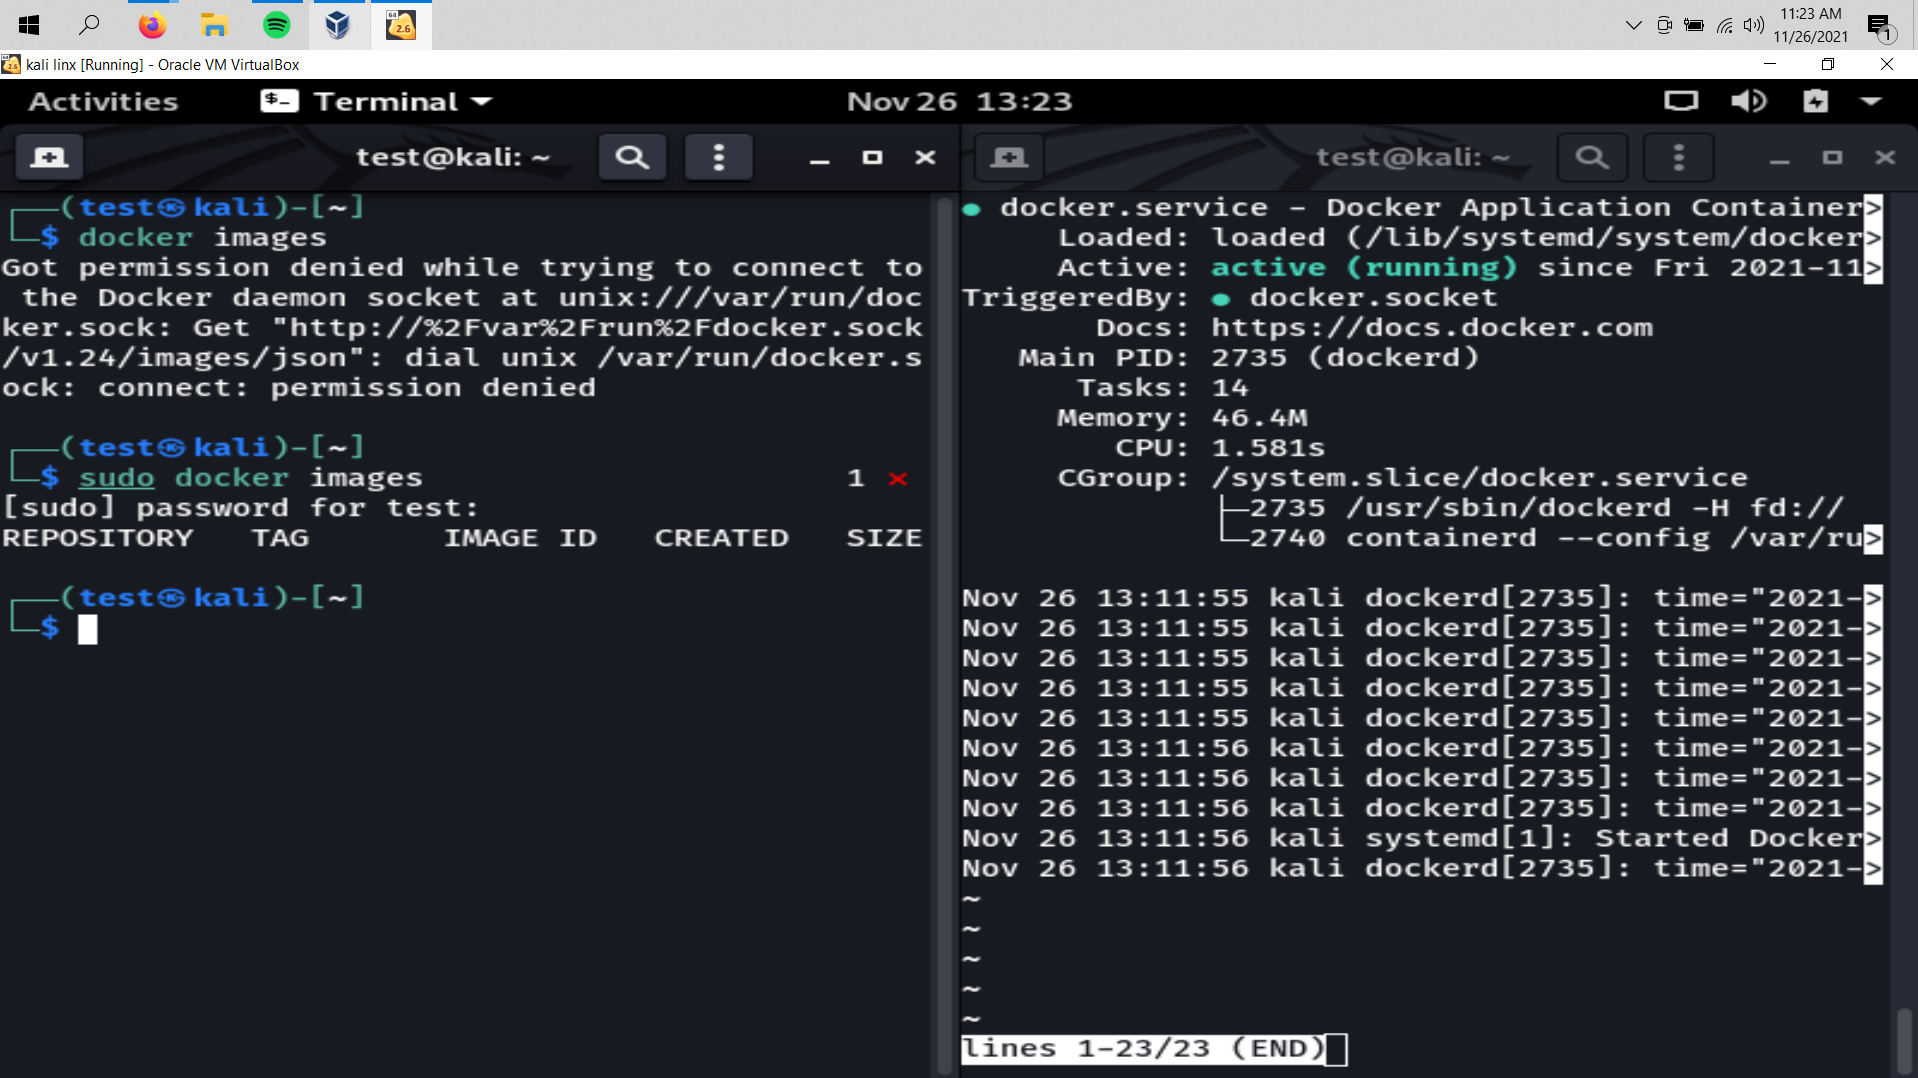 11:23 AM
11/26/2021
1
kali linx [Running] - Oracle VM VirtualBox
Activities
Terminal
Nov 26 13:23
test@kali: ~
┌──(test㉿kali)-[~]
└─$ docker images
Got permission denied while trying to connect to
the Docker daemon socket at unix:///var/run/doc
ker.sock: Get "http://%2Fvar%2Frun%2Fdocker.sock
/v1.24/images/json": dial unix /var/run/docker.s
ock: connect: permission denied
┌──(test㉿kali)-[~]
└─$ sudo docker images 1 ⨯
[sudo] password for test:
REPOSITORY TAG IMAGE ID CREATED SIZE
┌──(test㉿kali)-[~]
└─$
test@kali: ~
● docker.service - Docker Application Container>
Loaded: loaded (/lib/systemd/system/docker>
Active: active (running) since Fri 2021-11>
TriggeredBy: ● docker.socket
Docs: https://docs.docker.com
Main PID: 2735 (dockerd)
Tasks: 14
Memory: 46.4M
CPU: 1.581s
CGroup: /system.slice/docker.service
├─2735 /usr/sbin/dockerd -H fd://
└─2740 containerd --config /var/ru>
Nov 26 13:11:55 kali dockerd[2735]: time="2021->
Nov 26 13:11:55 kali dockerd[2735]: time="2021->
Nov 26 13:11:55 kali dockerd[2735]: time="2021->
Nov 26 13:11:55 kali dockerd[2735]: time="2021->
Nov 26 13:11:55 kali dockerd[2735]: time="2021->
Nov 26 13:11:56 kali dockerd[2735]: time="2021->
Nov 26 13:11:56 kali dockerd[2735]: time="2021->
Nov 26 13:11:56 kali dockerd[2735]: time="2021->
Nov 26 13:11:56 kali systemd[1]: Started Docker>
Nov 26 13:11:56 kali dockerd[2735]: time="2021->
~
~
~
~
~
lines 1-23/23 (END)